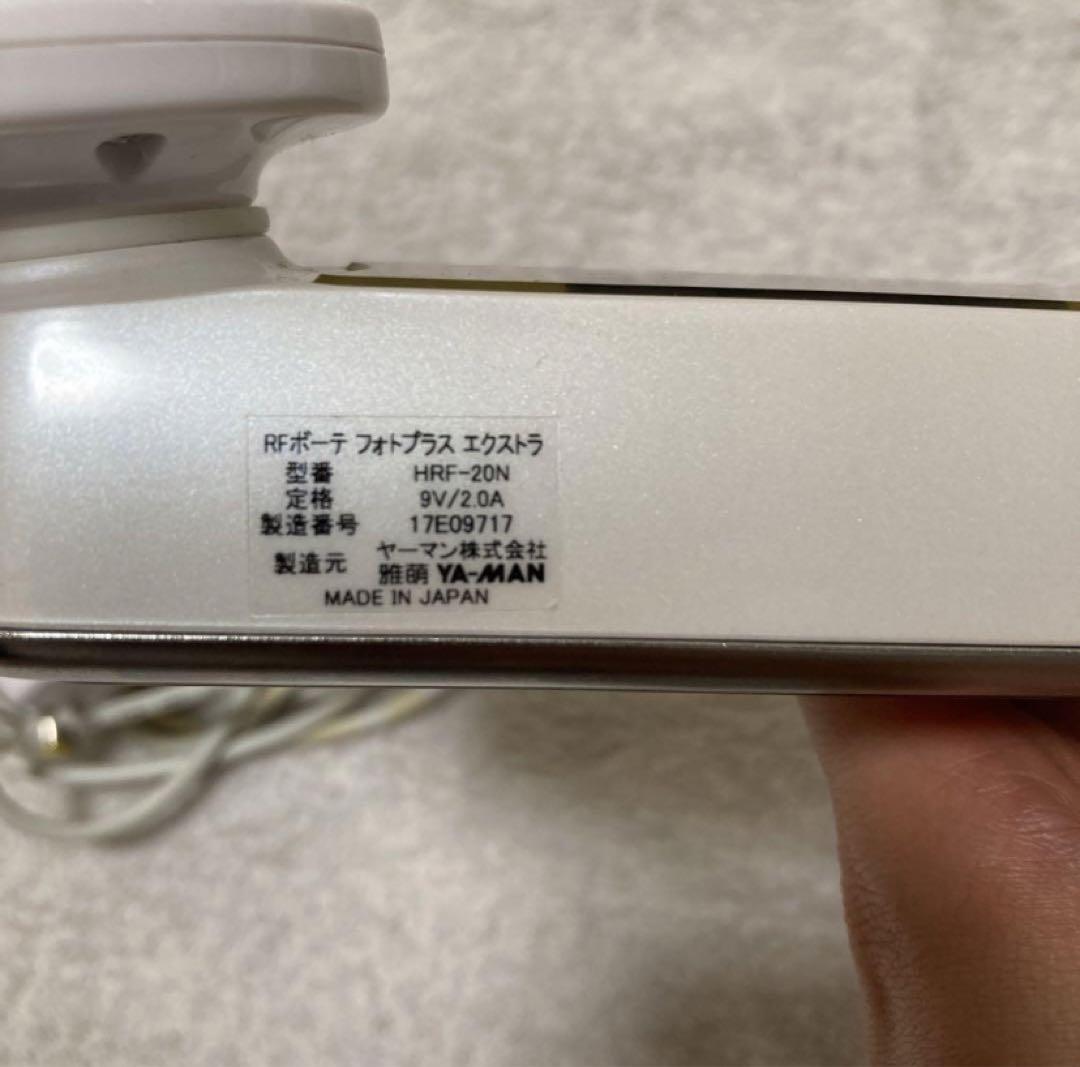 RFボーテ フォトプラス エクストラ
型番 HRF-20N
定格 9V/2.0A
製造番号 17E09717
製造元 ヤーマン株式会社
雅萌 YA-MAN
MADE IN JAPAN